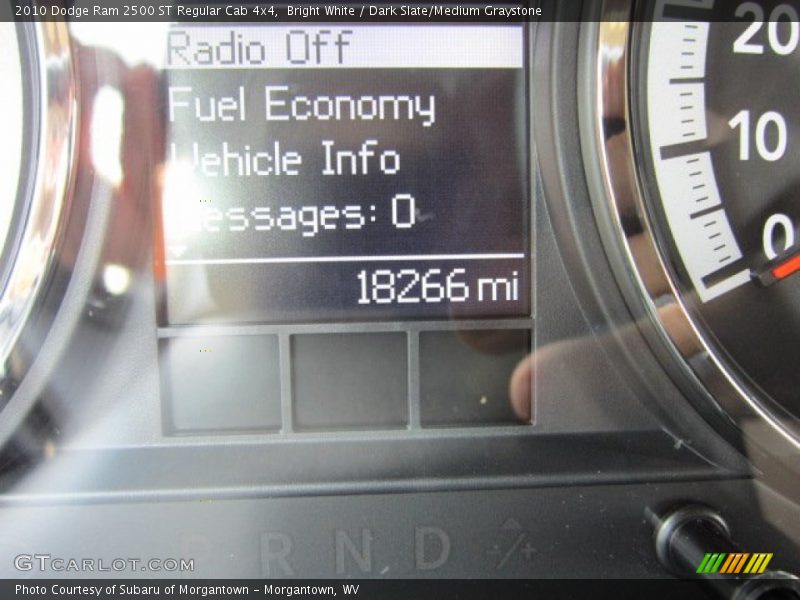 2010 Dodge Ram 2500 ST Regular Cab 4x4,  Bright White / Dark Slate/Medium Graystone
Radio Off
Fuel Economy
Vehicle Info
Messages: 0
18266 mi
20
10
0
P R N D -/+
GTCARLOT.COM
Photo Courtesy of Subaru of Morgantown - Morgantown, WV